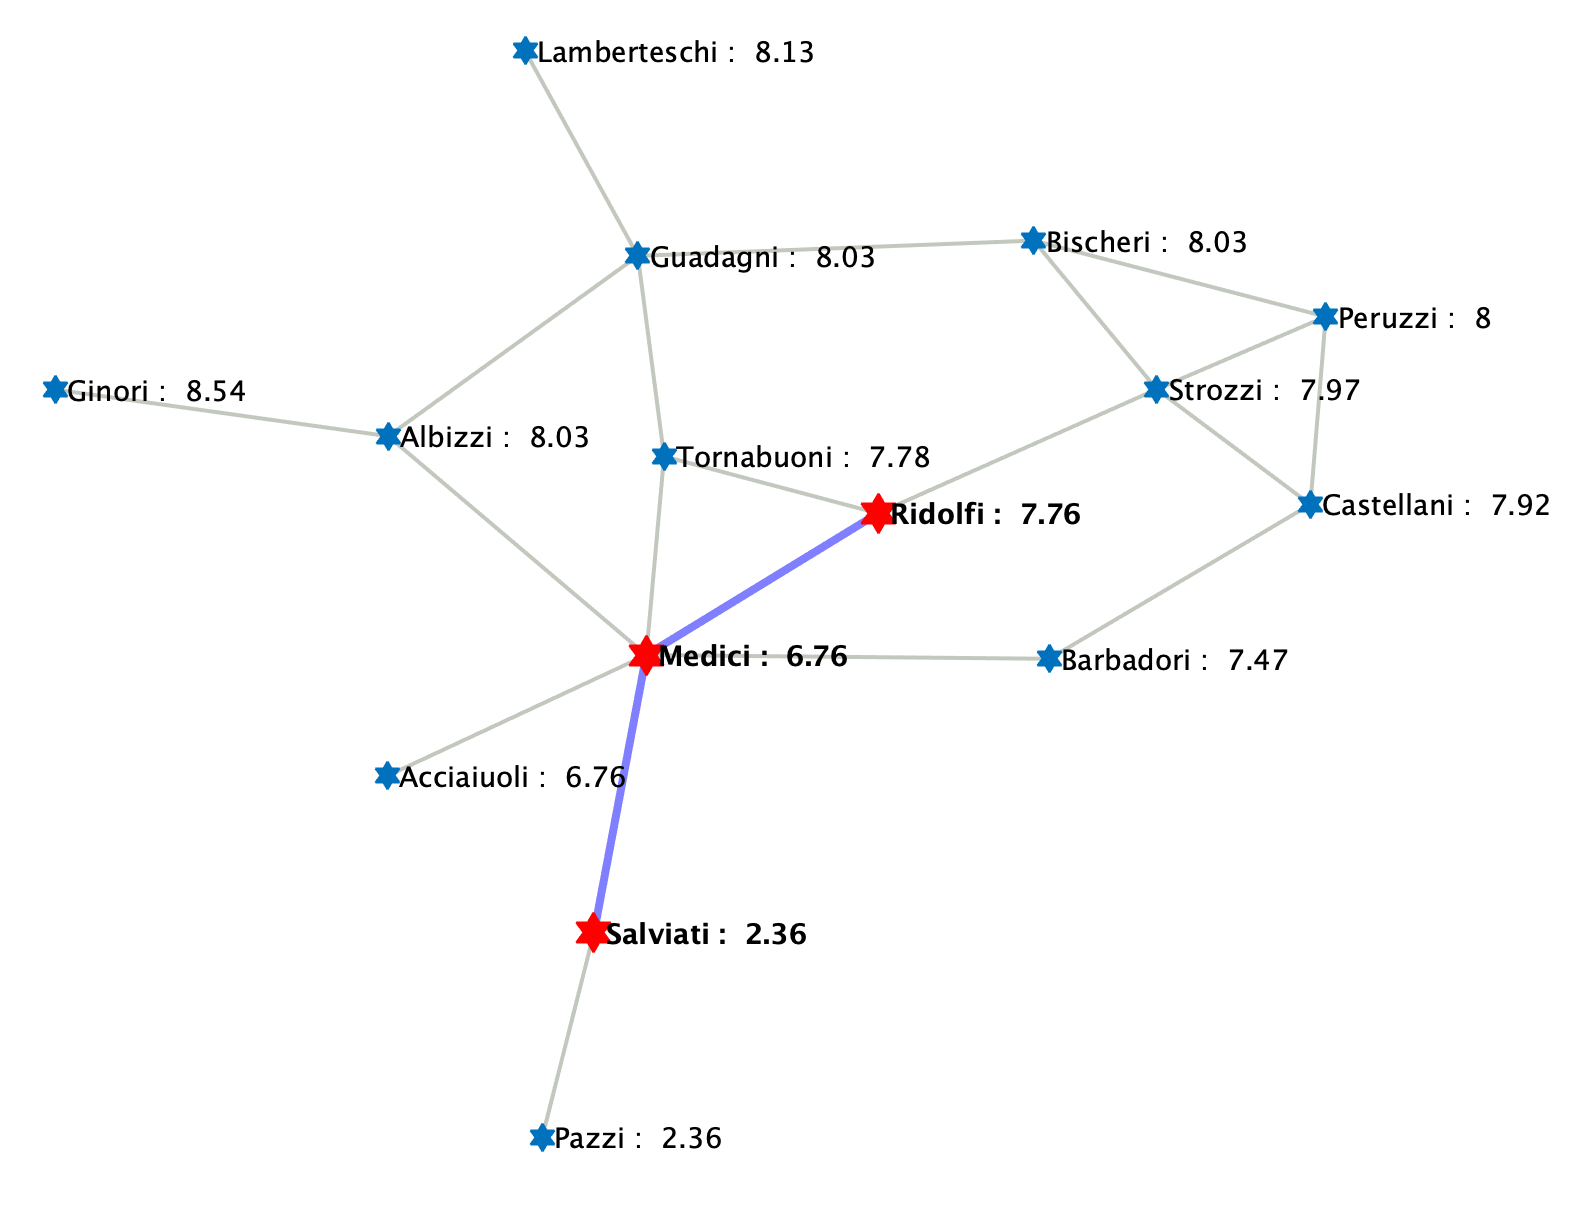 Lamberteschi :  8.13
Bischeri :  8.03
Guadagni :  8.03
Peruzzi :  8
Ginori :  8.54
Strozzi :  7.97
Albizzi :  8.03
Tornabuoni :  7.78
Castellani :  7.92
Ridolfi :  7.76
Medici :  6.76
Barbadori :  7.47
Acciaiuoli :  6.76
Salviati :  2.36
Pazzi :  2.36